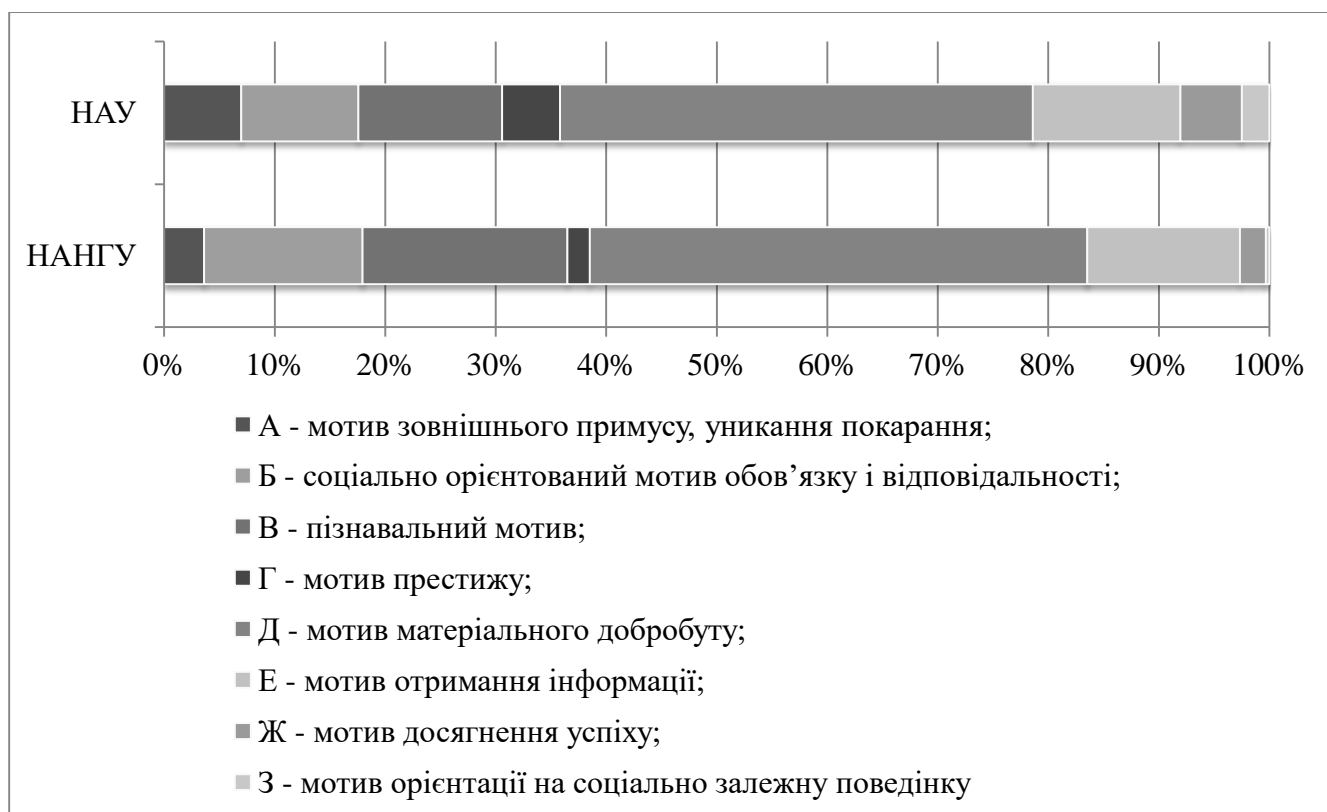 НАУ
НАНГУ
0% 10% 20% 30% 40% 50% 60% 70% 80% 90% 100%
А - мотив зовнішнього примусу, уникання покарання;
Б - соціально орієнтований мотив обов’язку і відповідальності;
В - пізнавальний мотив;
Г - мотив престижу;
Д - мотив матеріального добробуту;
Е - мотив отримання інформації;
Ж - мотив досягнення успіху;
З - мотив орієнтації на соціально залежну поведінку